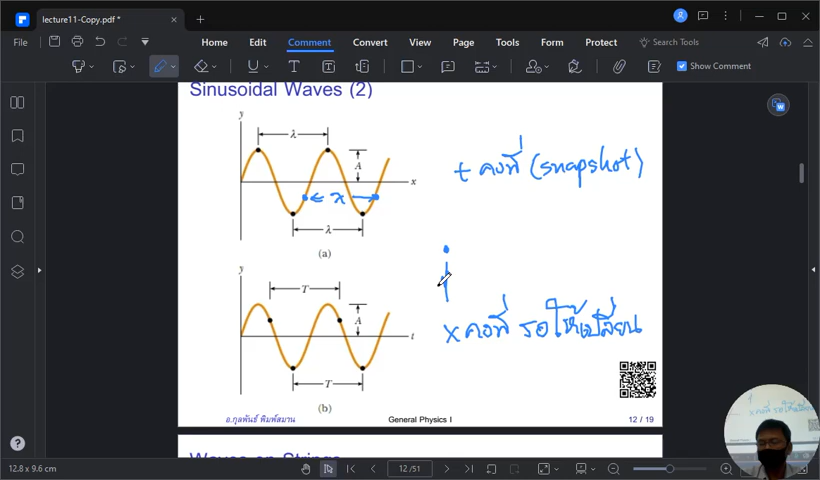 lecture11-Copy.pdf *
File
Home
Edit
Comment
Convert
View
Page
Tools
Form
Protect
Search Tools
Show Comment
Sinusoidal Waves (2)
y
λ
A
x
x
λ
(a)
t คงที่ (snapshot)
y
T
A
t
T
(b)
x คงที่ รอให้เปลี่ยน
อ.กุลพันธ์ พิมพ์สมาน
General Physics I
12 / 19
Waves on Strings
12.8 x 9.6 cm
12 /51